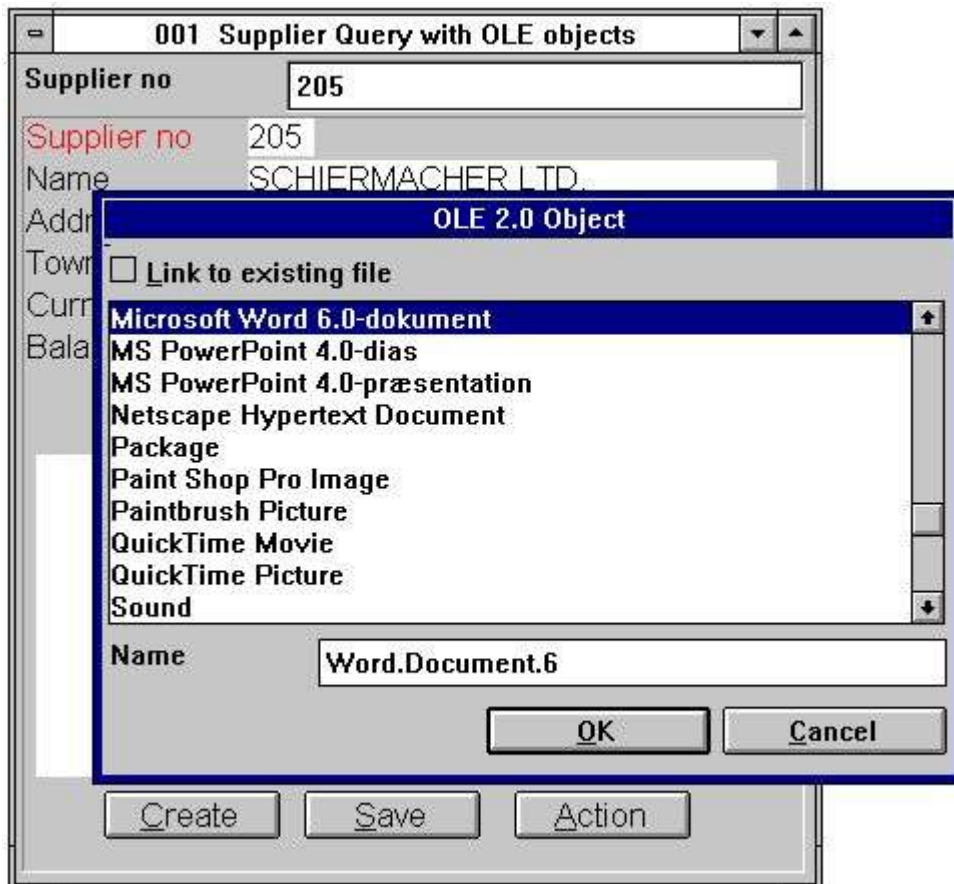 001 Supplier Query with OLE objects
Supplier no 205
Supplier no 205
Name SCHIERMACHER LTD.
Addr
Town
Curr
Bala
OLE 2.0 Object
Link to existing file
Microsoft Word 6.0-dokument
MS PowerPoint 4.0-dias
MS PowerPoint 4.0-præsentation
Netscape Hypertext Document
Package
Paint Shop Pro Image
Paintbrush Picture
QuickTime Movie
QuickTime Picture
Sound
Name Word.Document.6
OK Cancel
Create Save Action